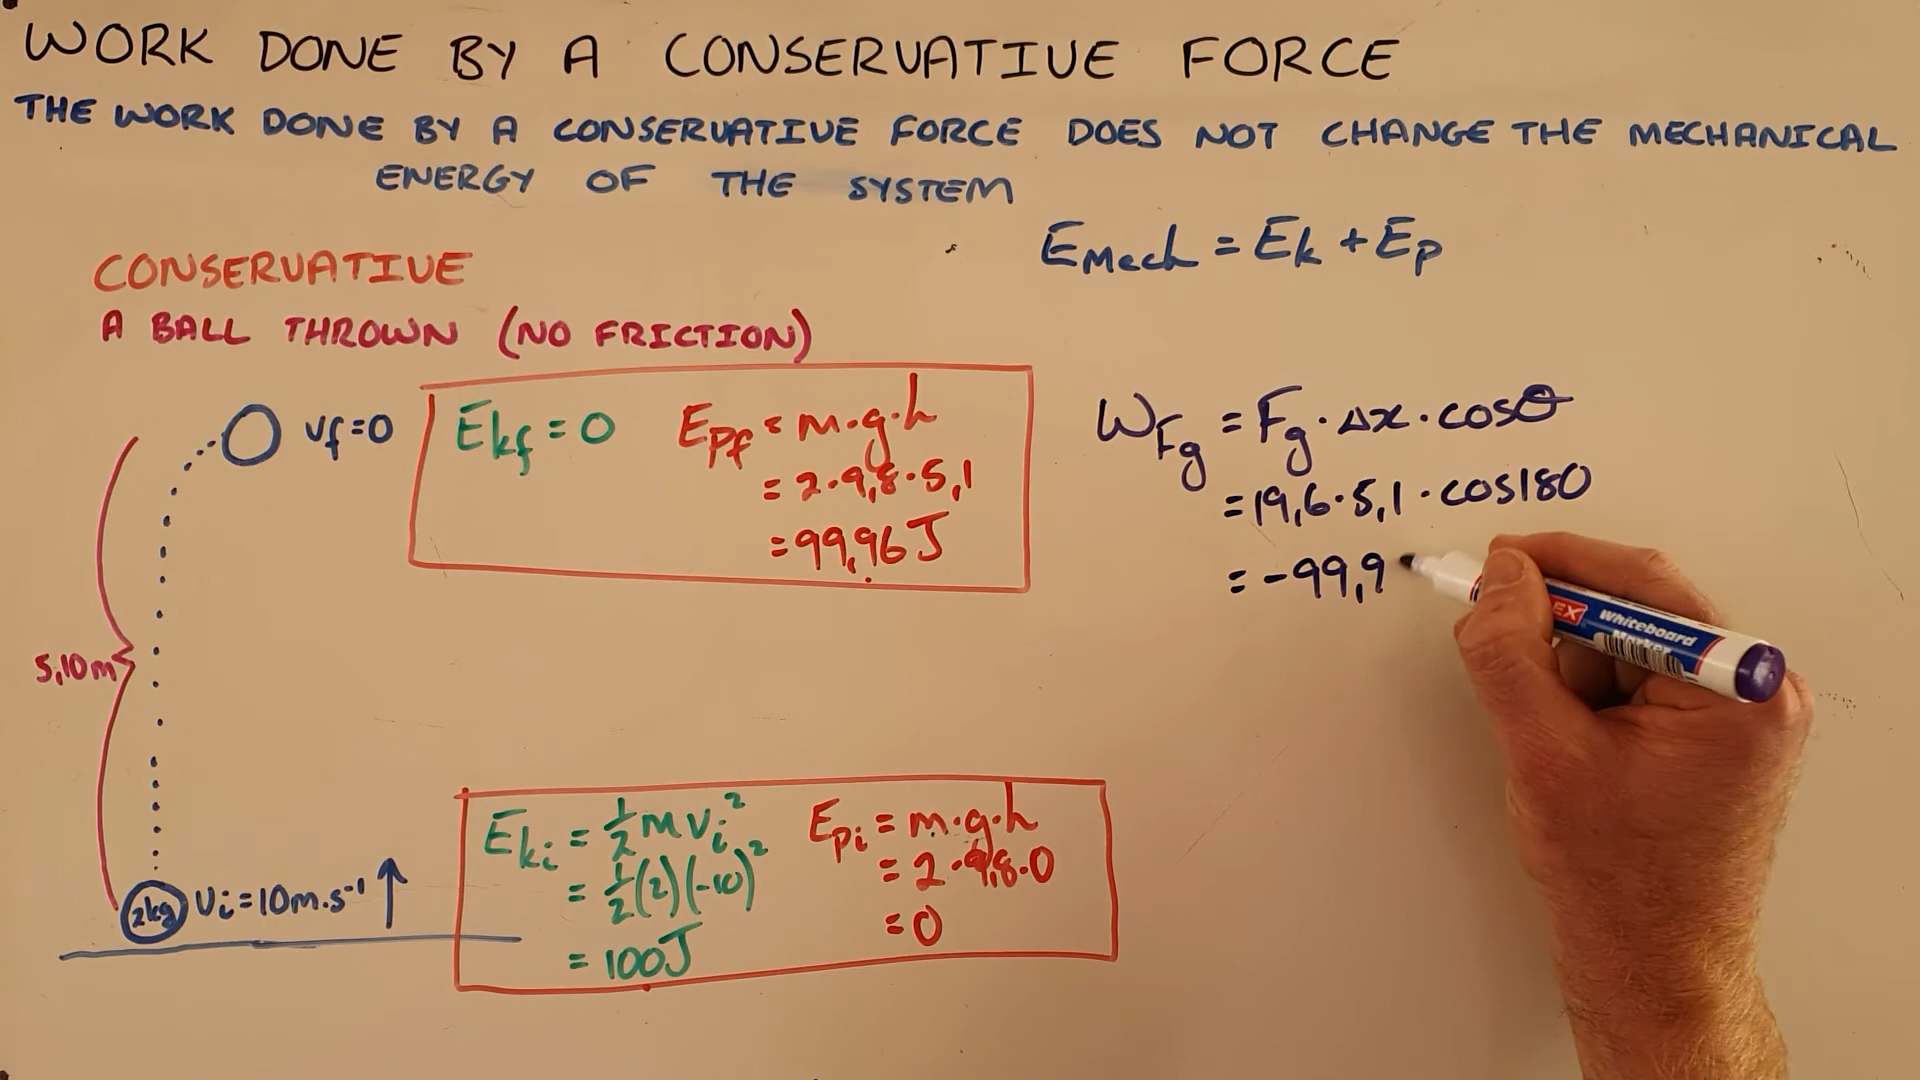 WORK DONE BY A CONSERVATIVE FORCE
THE WORK DONE BY A CONSERVATIVE FORCE DOES NOT CHANGE THE MECHANICAL
ENERGY OF THE SYSTEM
EMech = Ek + Ep
CONSERVATIVE
A BALL THROWN (NO FRICTION)
vf=0
Ekf = 0
Epf = m.g.h
= 2.9,8.5,1
= 99,96J
WFg = Fg.Δx.cosθ
= 19,6.5,1.cos180
= -99,9
EX Whiteboard
Marker
5,10m
Eki = ½mvi²
= ½(2)(-10)²
= 100J
Epi = m.g.h
= 2.9,8.0
= 0
2kg
vi = 10m.s⁻¹ ↑